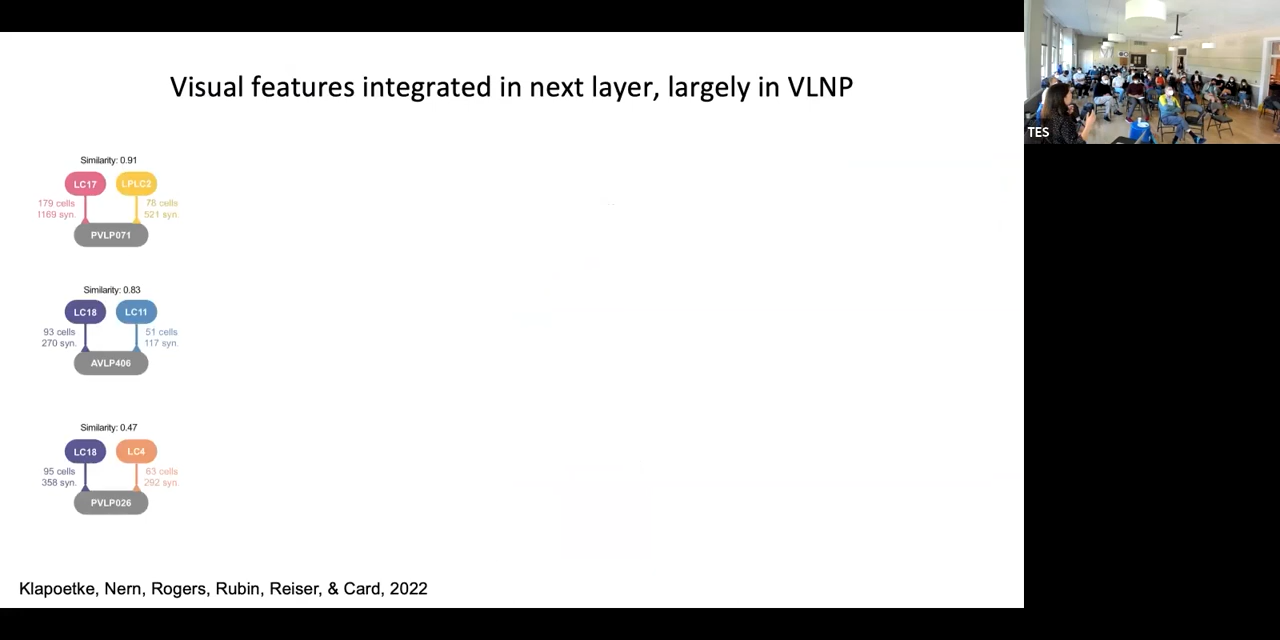 Visual features integrated in next layer, largely in VLNP
TES
Similarity: 0.91
LC17 LPLC2
179 cells 78 cells
1169 syn. 521 syn.
PVLP071
Similarity: 0.83
LC18 LC11
93 cells 51 cells
270 syn. 117 syn.
AVLP406
Similarity: 0.47
LC18 LC4
95 cells 63 cells
358 syn. 292 syn.
PVLP026
Klapoetke, Nern, Rogers, Rubin, Reiser, & Card, 2022